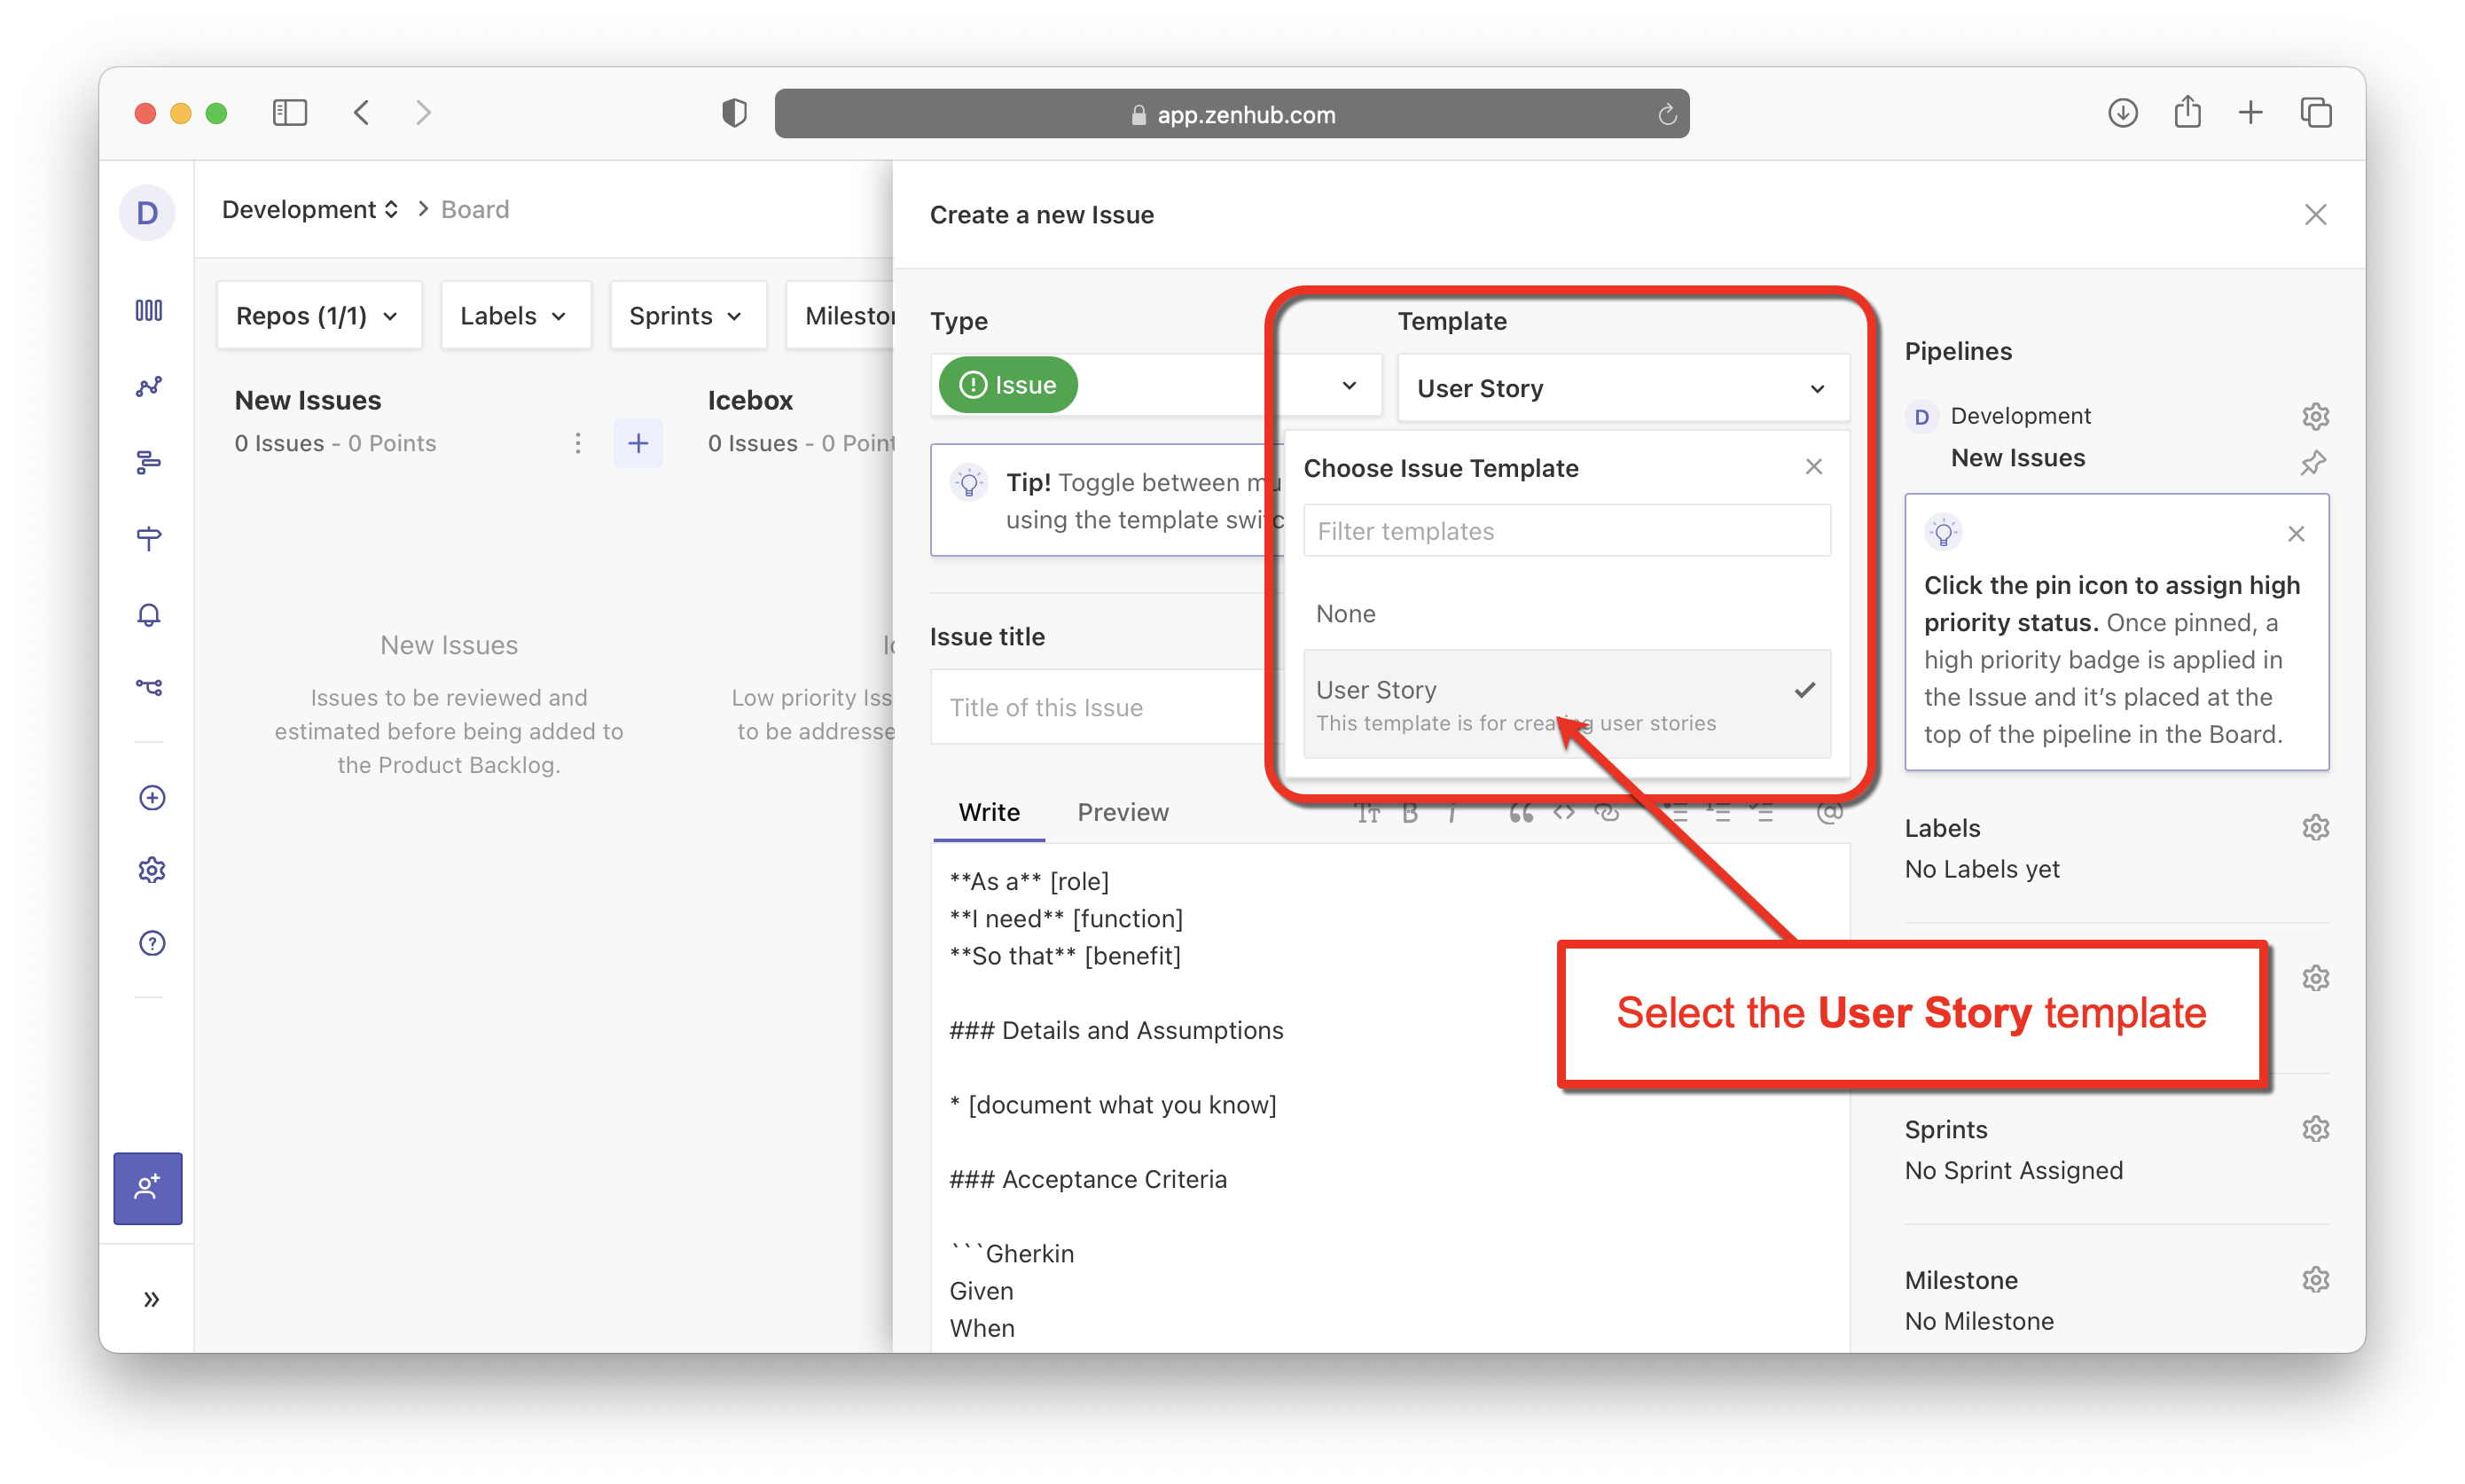 app.zenhub.com
D
Development > Board
Create a new Issue
Repos (1/1)
Labels
Sprints
Milesto
New Issues
0 Issues - 0 Points
Icebox
0 Issues - 0 Point
New Issues
Issues to be reviewed and
estimated before being added to
the Product Backlog.
Low priority Iss
to be addresse
Type
Issue
Template
User Story
Tip! Toggle between mu
using the template switc
Choose Issue Template
Filter templates
None
User Story
This template is for creating user stories
Issue title
Title of this Issue
Write
Preview
**As a** [role]
**I need** [function]
**So that** [benefit]
### Details and Assumptions
* [document what you know]
### Acceptance Criteria
```Gherkin
Given
When
Select the User Story template
Pipelines
D Development
New Issues
Click the pin icon to assign high
priority status. Once pinned, a
high priority badge is applied in
the Issue and it’s placed at the
top of the pipeline in the Board.
Labels
No Labels yet
Sprints
No Sprint Assigned
Milestone
No Milestone